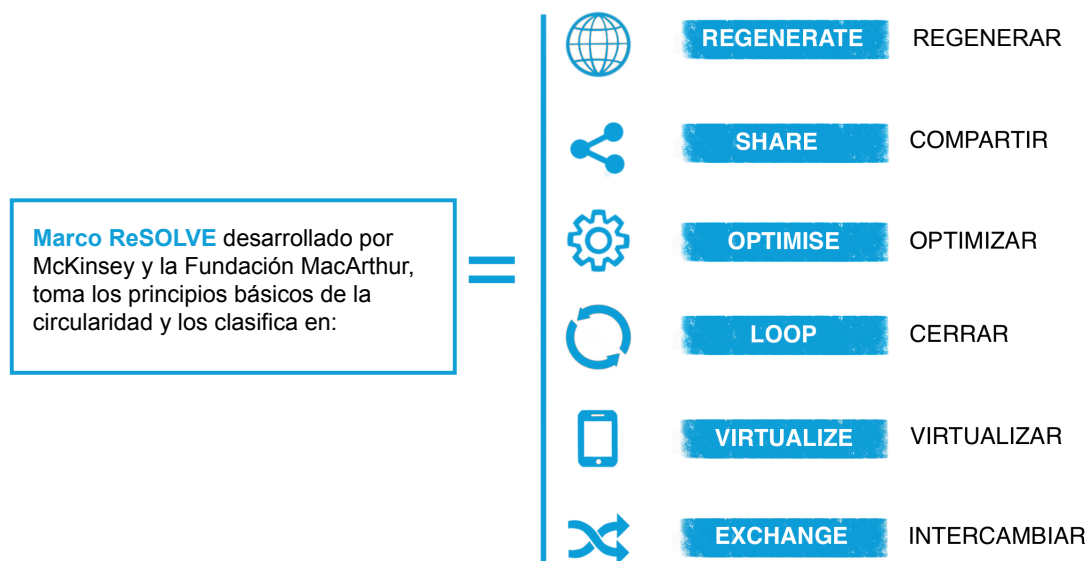 Marco ReSOLVE desarrollado por
McKinsey y la Fundación MacArthur,
toma los principios básicos de la
circularidad y los clasifica en:
REGENERATE REGENERAR
SHARE COMPARTIR
OPTIMISE OPTIMIZAR
LOOP CERRAR
VIRTUALIZE VIRTUALIZAR
EXCHANGE INTERCAMBIAR